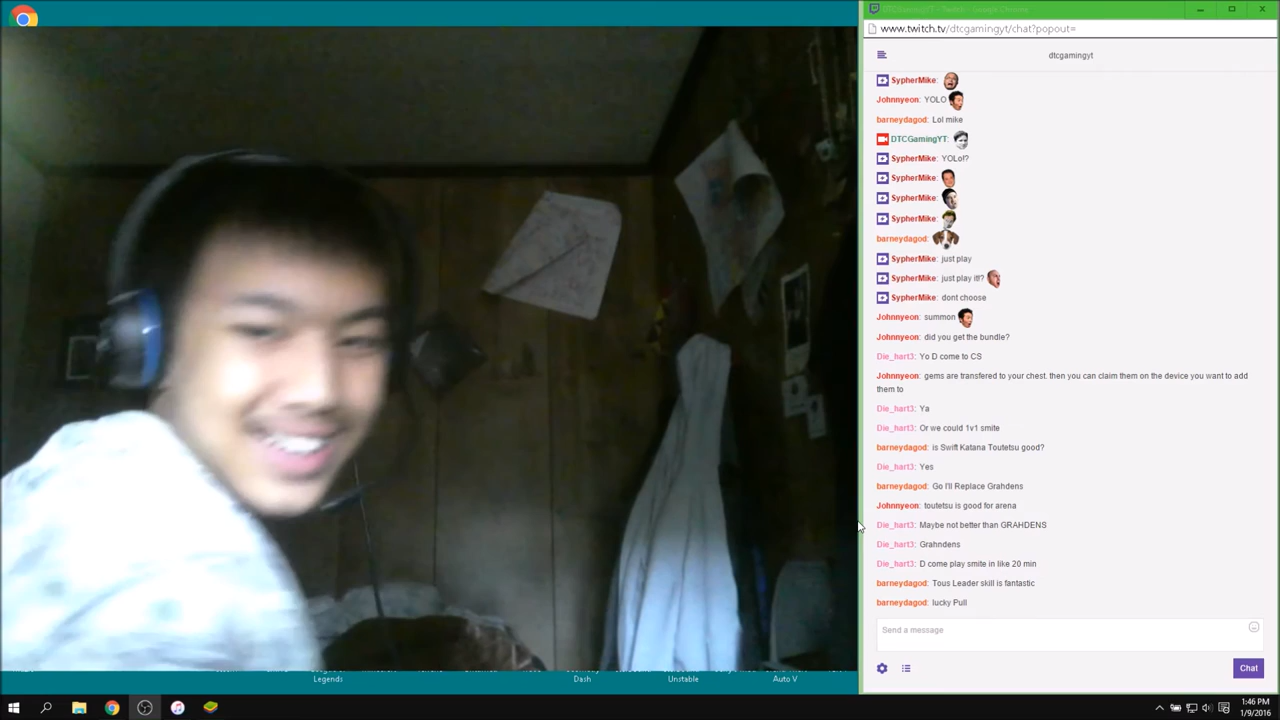 DTCGamingYT - Twitch - Google Chrome
www.twitch.tv/dtcgamingyt/chat?popout=
dtcgamingyt
SypherMike:
Johnnyeon: YOLO
barneydagod: Lol mike
DTCGamingYT:
SypherMike: YOLo!?
SypherMike:
SypherMike:
SypherMike:
barneydagod:
SypherMike: just play
SypherMike: just play it!?
SypherMike: dont choose
Johnnyeon: summon
Johnnyeon: did you get the bundle?
Die_hart3: Yo D come to CS
Johnnyeon: gems are transfered to your chest. then you can claim them on the device you want to add
them to
Die_hart3: Ya
Die_hart3: Or we could 1v1 smite
barneydagod: is Swift Katana Toutetsu good?
Die_hart3: Yes
barneydagod: Go I'll Replace Grahdens
Johnnyeon: toutetsu is good for arena
Die_hart3: Maybe not better than GRAHDENS
Die_hart3: Grahndens
Die_hart3: D come play smite in like 20 min
barneydagod: Tous Leader skill is fantastic
barneydagod: lucky Pull
Send a message
Chat
Legends
Dash
Unstable
Auto V
1:46 PM
1/9/2016